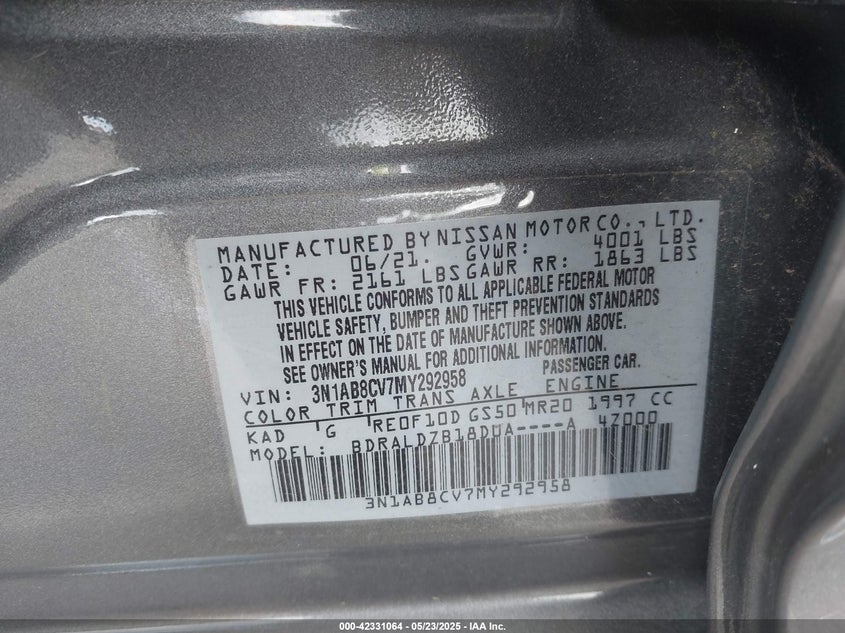 MANUFACTURED BY NISSAN MOTOR CO., LTD.
DATE: 06/21. GVWR: 4001 LBS
GAWR FR: 2161 LBS GAWR RR: 1863 LBS
THIS VEHICLE CONFORMS TO ALL APPLICABLE FEDERAL MOTOR
VEHICLE SAFETY, BUMPER AND THEFT PREVENTION STANDARDS
IN EFFECT ON THE DATE OF MANUFACTURE SHOWN ABOVE.
SEE OWNER'S MANUAL FOR ADDITIONAL INFORMATION.
VIN: 3N1AB8CV7MY292958 PASSENGER CAR.
COLOR TRIM TRANS AXLE ENGINE
KAD G RE0F10D GS50 MR20 1997 CC
MODEL: BDRALDZB18DUA----A 47000
3N1AB8CV7MY292958
000-42331064 - 05/23/2025 - IAA Inc.